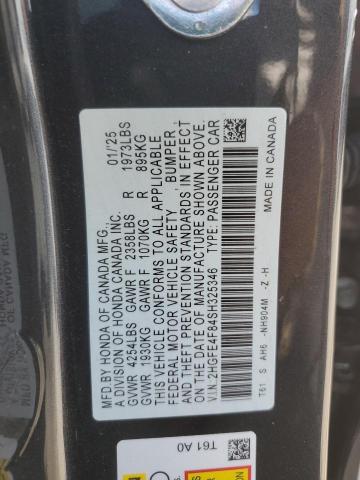 MFD.BY HONDA OF CANADA MFG., 01/25
A DIVISION OF HONDA CANADA INC.
GVWR 4254LBS GAWR F 2358LBS R 1973LBS
GVWR 1930KG GAWR F 1070KG R 895KG
THIS VEHICLE CONFORMS TO ALL APPLICABLE
FEDERAL MOTOR VEHICLE SAFETY, BUMPER,
AND THEFT PREVENTION STANDARDS IN EFFECT
ON THE DATE OF MANUFACTURE SHOWN ABOVE.
V.I.N: 2HGFE4F84SH325346 TYPE: PASSENGER CAR
T61 S AH6 -NH904M -Z -H MADE IN CANADA
T61 A0